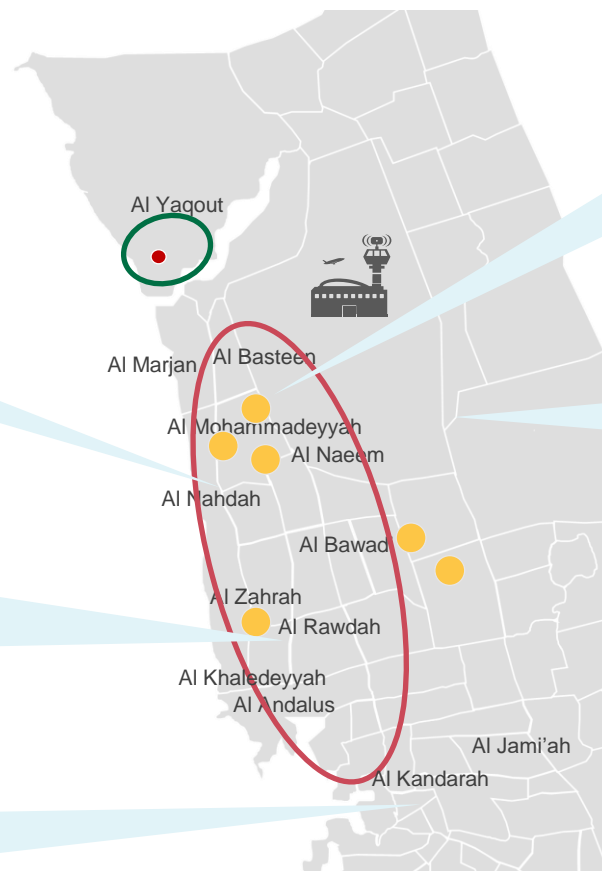 Al Yaqout
Al Basteen
Al Marjan
Al Mohammadeyyah
Al Naeem
Al Nahdah
Al Bawadi
Al Zahrah
Al Rawdah
Al Khaledeyyah
Al Andalus
Al Jami’ah
Al Kandarah